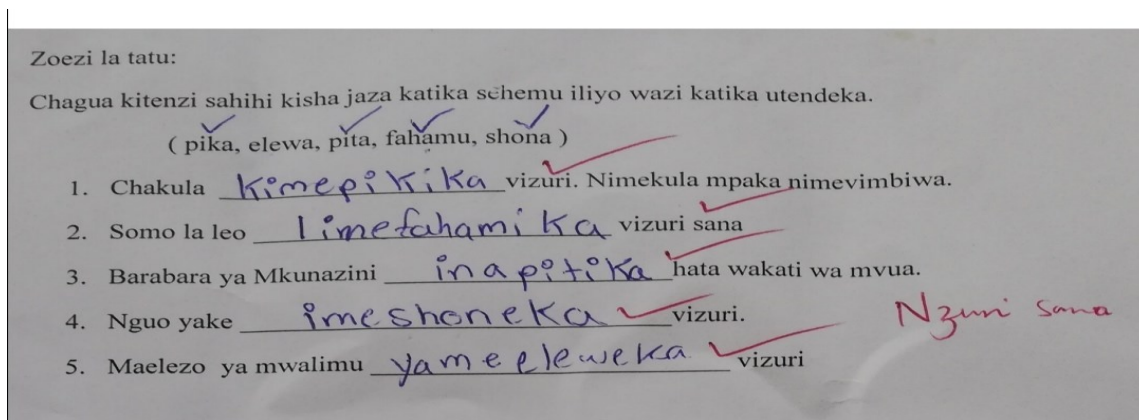 Zoezi la tatu:
Chagua kitenzi sahihi kisha jaza katika sehemu iliyo wazi katika utendeka.
( pika, elewa, pita, fahamu, shona )
1. Chakula kimepikika vizuri. Nimekula mpaka nimevimbiwa.
2. Somo la leo limefahamika vizuri sana
3. Barabara ya Mkunazini inapitika hata wakati wa mvua.
4. Nguo yake imeshoneka vizuri. Nzuri sana
5. Maelezo ya mwalimu yameeleweka vizuri